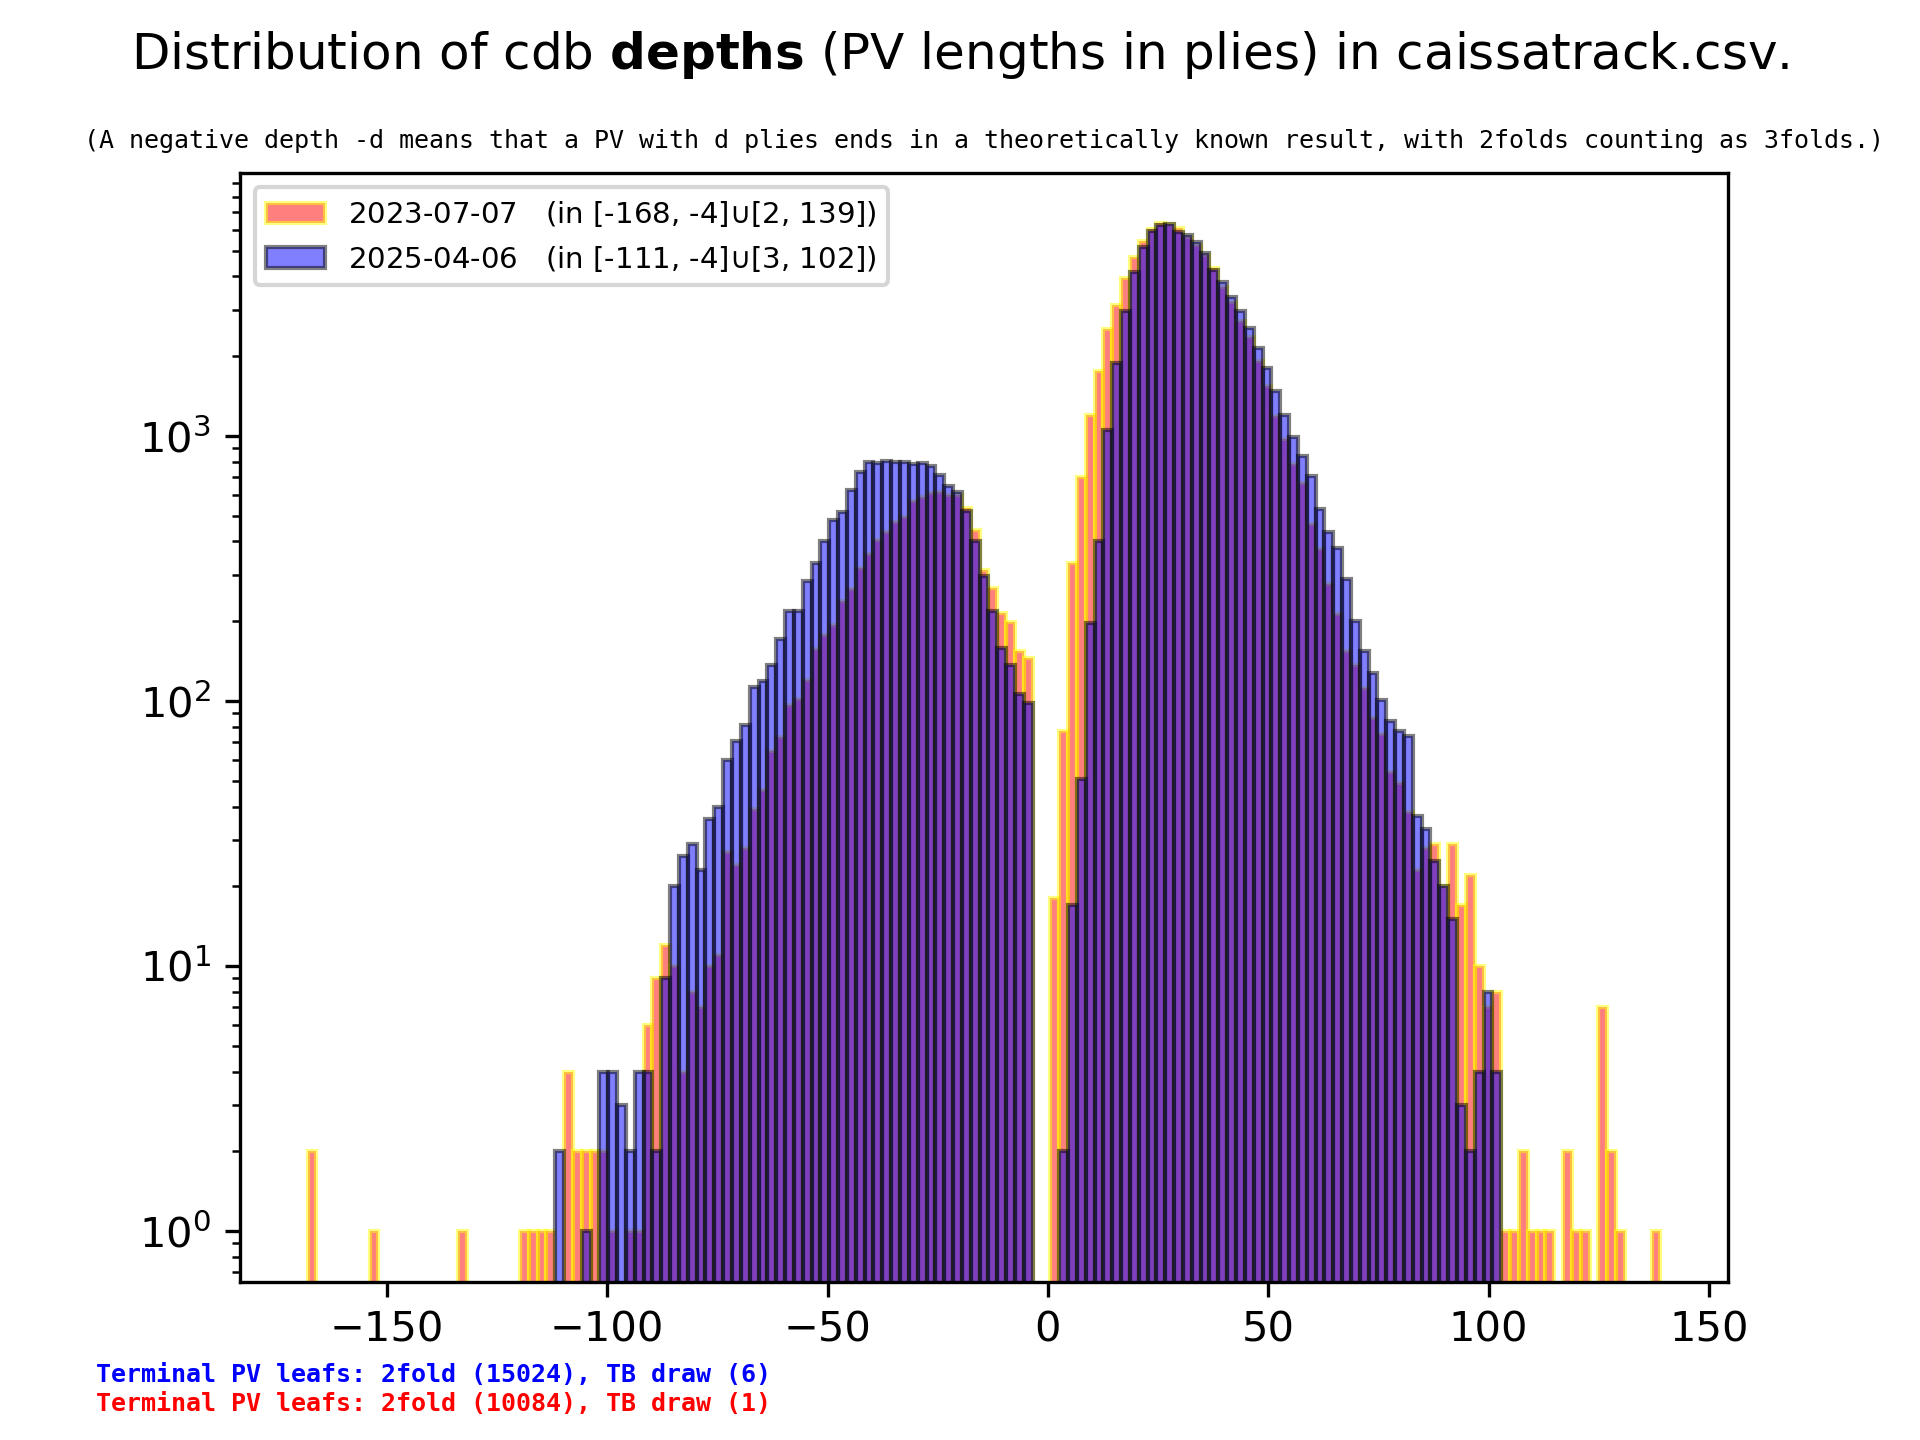 Distribution of cdb depths (PV lengths in plies) in caissatrack.csv.
(A negative depth -d means that a PV with d plies ends in a theoretically known result, with 2folds counting as 3folds.)
2023-07-07 (in [-168, -4]∪[2, 139])
2025-04-06 (in [-111, -4]∪[3, 102])
10³
10²
10¹
10⁰
−150 −100 −50 0 50 100 150
Terminal PV leafs: 2fold (15024), TB draw (6)
Terminal PV leafs: 2fold (10084), TB draw (1)